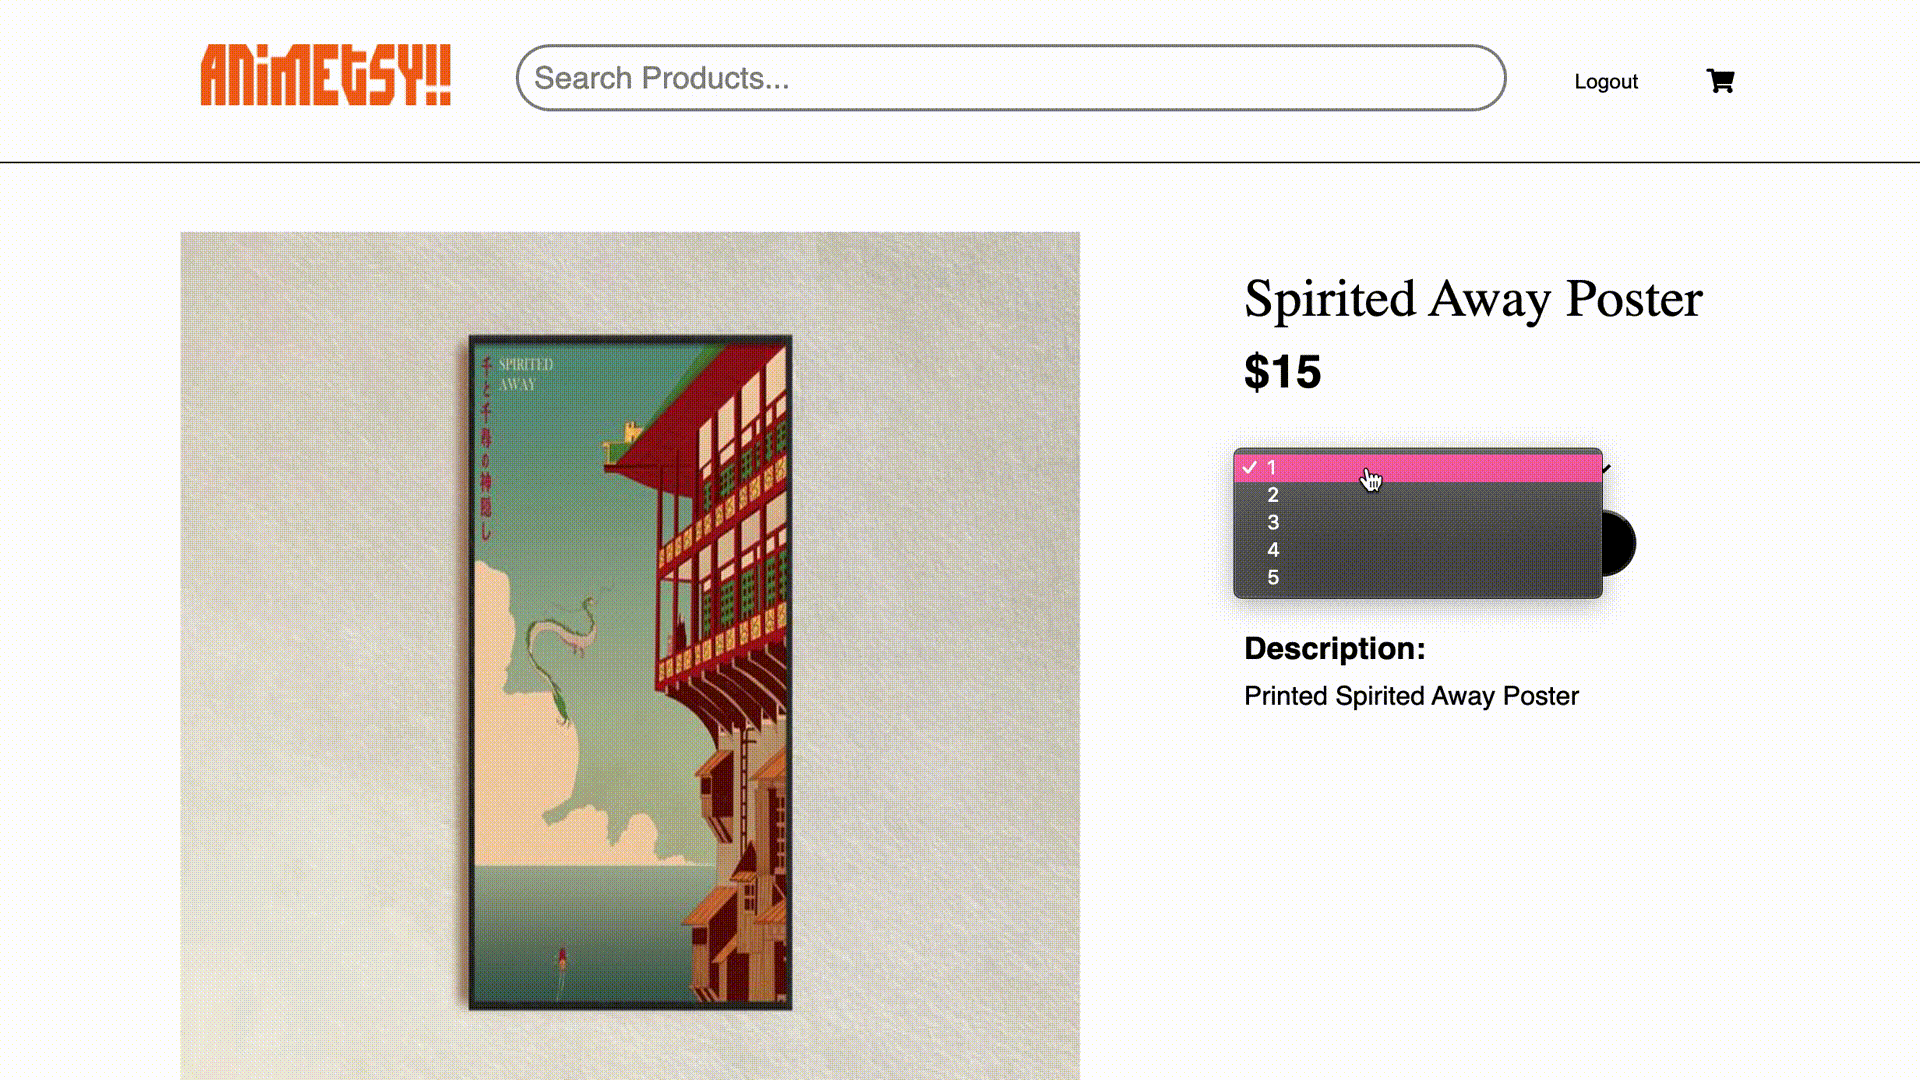 ANiMEtSY!!
Search Products...
Logout
千と千尋の神隠し
SPIRITED
AWAY
Spirited Away Poster
$15
1
2
3
4
5
Description:
Printed Spirited Away Poster